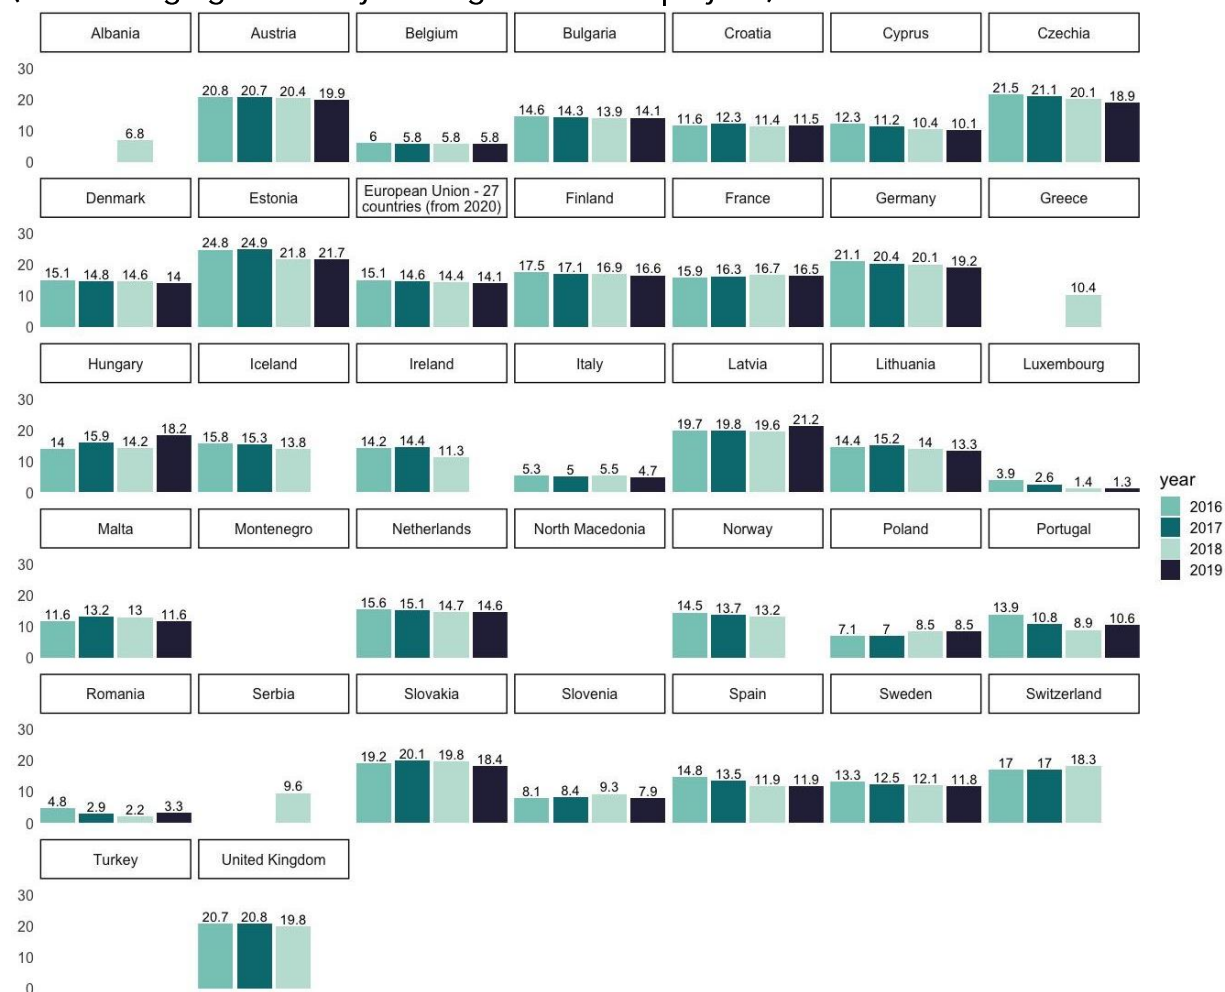 Albania Austria Belgium Bulgaria Croatia Cyprus Czechia
30
20
10
0
6.8
20.8 20.7 20.4 19.9
6 5.8 5.8 5.8
14.6 14.3 13.9 14.1
11.6 12.3 11.4 11.5
12.3 11.2 10.4 10.1
21.5 21.1 20.1 18.9
Denmark Estonia European Union - 27
countries (from 2020) Finland France Germany Greece
30
20
10
0
15.1 14.8 14.6 14
24.8 24.9 21.8 21.7
15.1 14.6 14.4 14.1
17.5 17.1 16.9 16.6
15.9 16.3 16.7 16.5
21.1 20.4 20.1 19.2
10.4
Hungary Iceland Ireland Italy Latvia Lithuania Luxembourg
30
20
10
0
14 15.9 14.2 18.2
15.8 15.3 13.8
14.2 14.4 11.3
5.3 5 5.5 4.7
19.7 19.8 19.6 21.2
14.4 15.2 14 13.3
3.9 2.6 1.4 1.3
Malta Montenegro Netherlands North Macedonia Norway Poland Portugal
30
20
10
0
11.6 13.2 13 11.6
15.6 15.1 14.7 14.6
14.5 13.7 13.2
7.1 7 8.5 8.5
13.9 10.8 8.9 10.6
Romania Serbia Slovakia Slovenia Spain Sweden Switzerland
30
20
10
0
4.8 2.9 2.2 3.3
9.6
19.2 20.1 19.8 18.4
8.1 8.4 9.3 7.9
14.8 13.5 11.9 11.9
13.3 12.5 12.1 11.8
17 17 18.3
Turkey United Kingdom
30
20
10
0
20.7 20.8 19.8
year
2016
2017
2018
2019